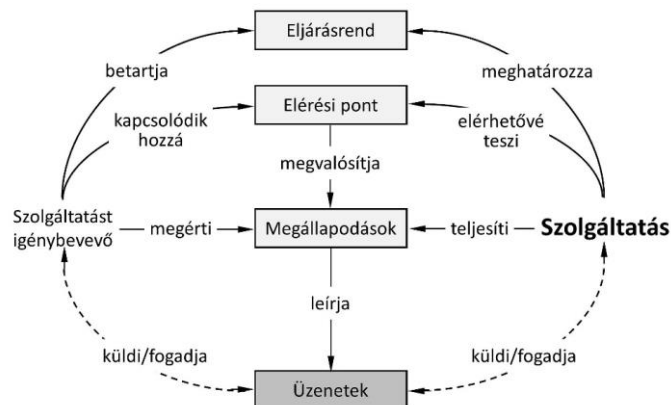 Eljárásrend
betartja
meghatározza
Elérési pont
kapcsolódik
hozzá
elérhetővé
teszi
megvalósítja
Szolgáltatást
igénybevevő
megérti
Megállapodások
teljesíti
Szolgáltatás
leírja
küldi/fogadja
küldi/fogadja
Üzenetek